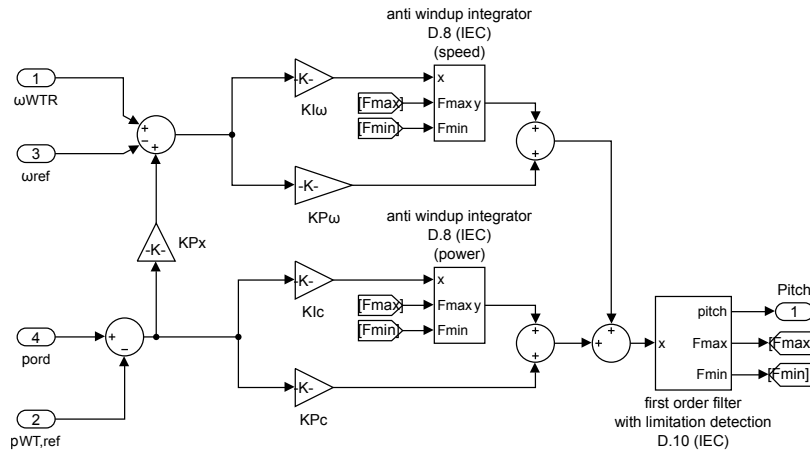 anti windup integrator
D.8 (IEC)
(speed)
1
ωWTR
-K-
KIω
x
[Fmax]
Fmax y
[Fmin]
Fmin
+
−
+
3
ωref
+
+
-K-
KPω
-K-
KPx
anti windup integrator
D.8 (IEC)
(power)
-K-
KIc
x
[Fmax]
Fmax y
[Fmin]
Fmin
Pitch
pitch
1
4
pord
+
−
+
+
+
+
x
Fmax
[Fmax]
Fmin
[Fmin]
-K-
KPc
2
pWT,ref
first order filter
with limitation detection
D.10 (IEC)